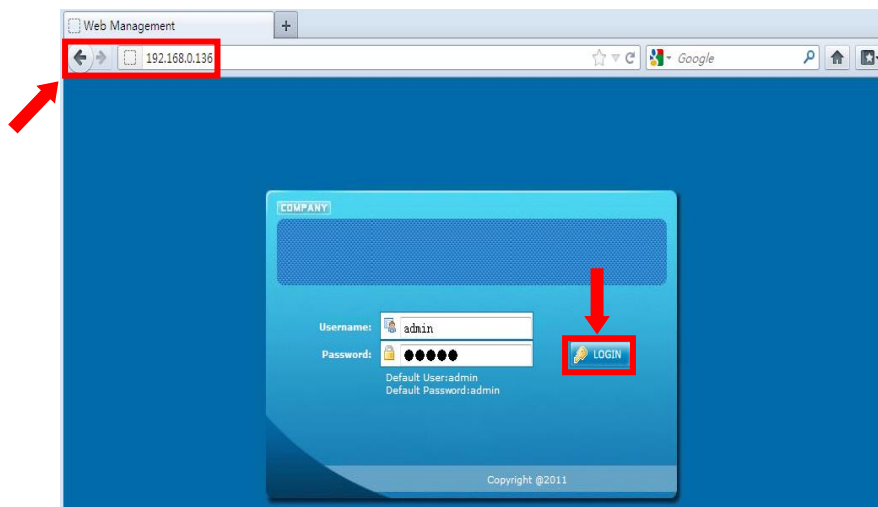 Web Management
192.168.0.136
Google
COMPANY
Username: admin
Password: ●●●●●
LOGIN
Default User:admin
Default Password:admin
Copyright @2011